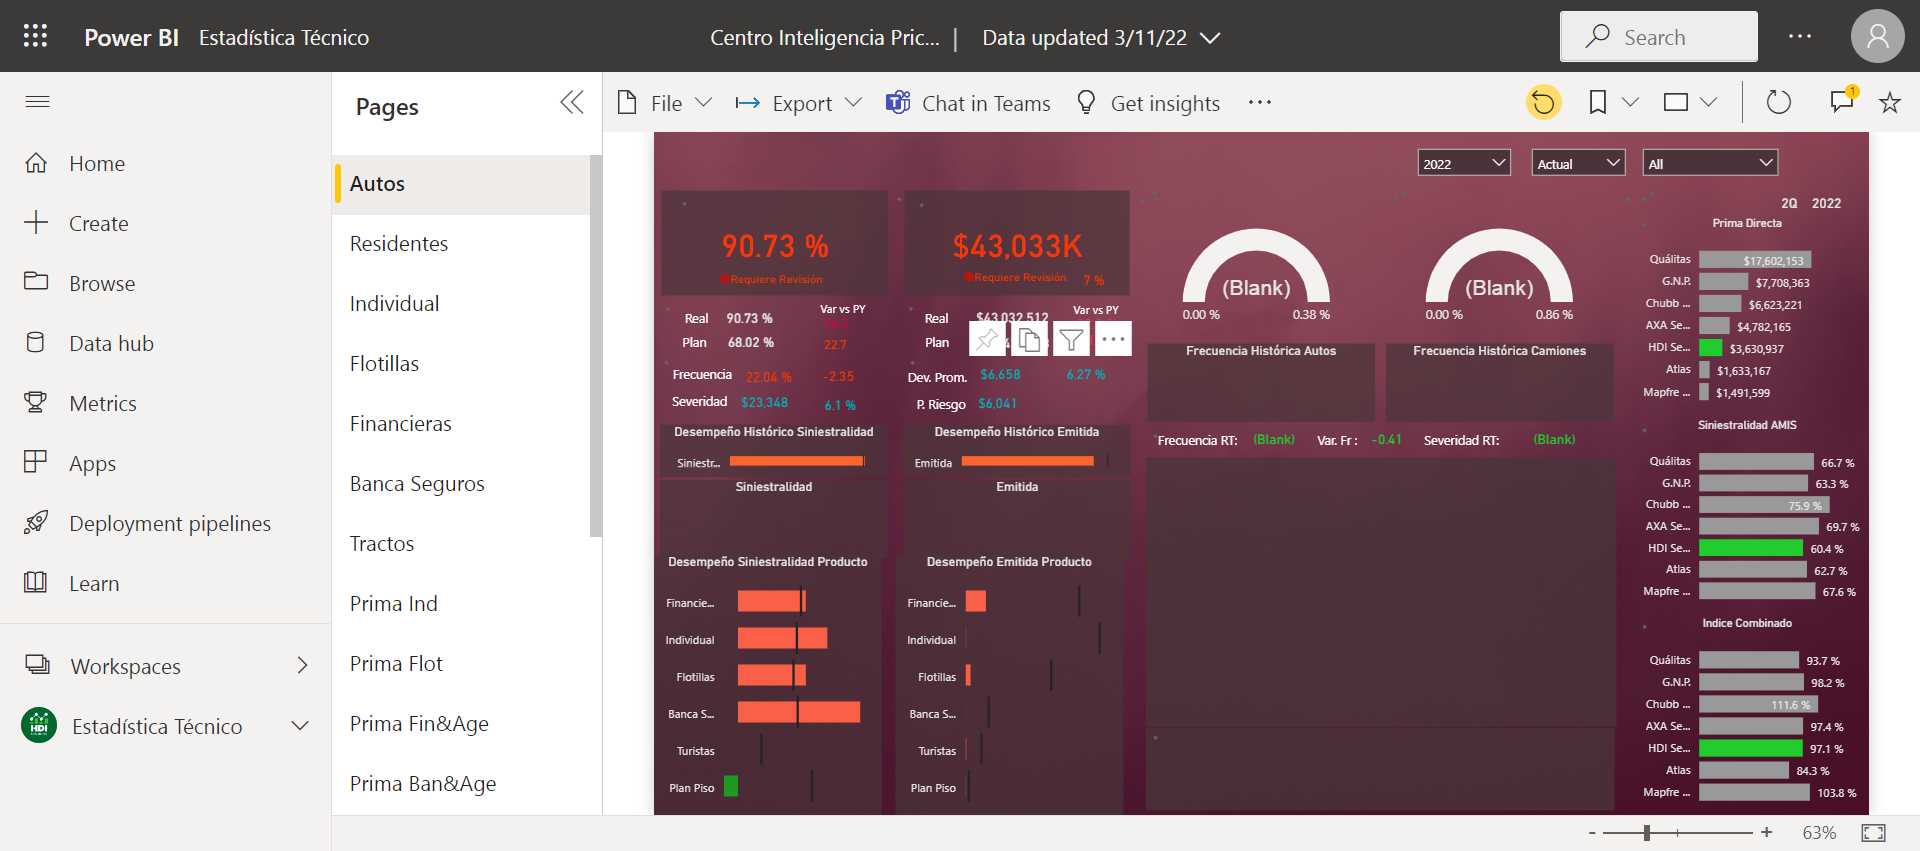 Power BI Estadística Técnico
Centro Inteligencia Pric... | Data updated 3/11/22
Search
Home
Create
Browse
Data hub
Metrics
Apps
Deployment pipelines
Learn
Workspaces
HDI
Estadística Técnico
Pages
Autos
Residentes
Individual
Flotillas
Financieras
Banca Seguros
Tractos
Prima Ind
Prima Flot
Prima Fin&Age
Prima Ban&Age
File Export Chat in Teams Get insights ...
1
2022 Actual All
90.73 %
Requiere Revisión
Var vs PY
Real 90.73 %
Plan 68.02 % 22.7
Frecuencia 22.04 % -2.35
Severidad $23,348 6.1 %
Desempeño Histórico Siniestralidad
Siniestr...
Siniestralidad
Desempeño Siniestralidad Producto
Financie...
Individual
Flotillas
Banca S...
Turistas
Plan Piso
$43,033K
Requiere Revisión 7 %
Var vs PY
Real $43,032,512
Plan
Dev. Prom. $6,658 6.27 %
P. Riesgo $6,041
Desempeño Histórico Emitida
Emitida
Emitida
Desempeño Emitida Producto
Financie...
Individual
Flotillas
Banca S...
Turistas
Plan Piso
(Blank)
0.00 % 0.38 %
(Blank)
0.00 % 0.86 %
Frecuencia Histórica Autos
Frecuencia Histórica Camiones
Frecuencia RT: (Blank) Var. Fr : -0.41 Severidad RT: (Blank)
2Q 2022
Prima Directa
Quálitas $17,602,153
G.N.P. $7,708,363
Chubb ... $6,623,221
AXA Se... $4,782,165
HDI Se... $3,630,937
Atlas $1,633,167
Mapfre ... $1,491,599
Siniestralidad AMIS
Quálitas 66.7 %
G.N.P. 63.3 %
Chubb ... 75.9 %
AXA Se... 69.7 %
HDI Se... 60.4 %
Atlas 62.7 %
Mapfre ... 67.6 %
Indice Combinado
Quálitas 93.7 %
G.N.P. 98.2 %
Chubb ... 111.6 %
AXA Se... 97.4 %
HDI Se... 97.1 %
Atlas 84.3 %
Mapfre ... 103.8 %
- + 63%